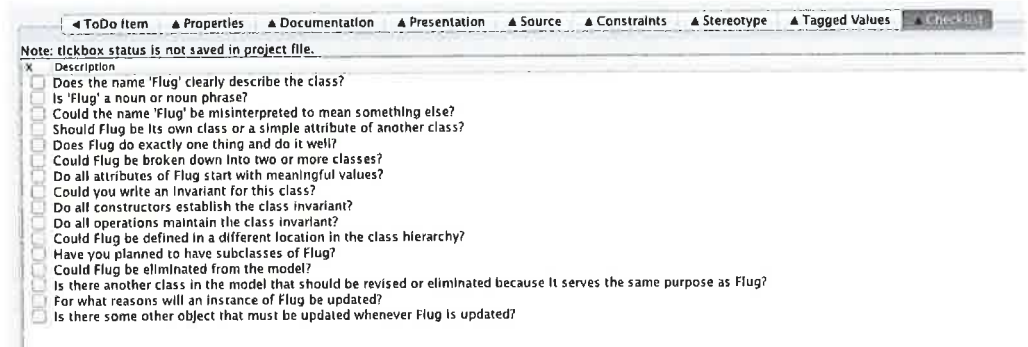 ToDo Item Properties Documentation Presentation Source Constraints Stereotype Tagged Values Checklist
Note: tickbox status is not saved in project file.
X Description
Does the name 'Flug' clearly describe the class?
Is 'Flug' a noun or noun phrase?
Could the name 'Flug' be misinterpreted to mean something else?
Should Flug be its own class or a simple attribute of another class?
Does Flug do exactly one thing and do it well?
Could Flug be broken down into two or more classes?
Do all attributes of Flug start with meaningful values?
Could you write an invariant for this class?
Do all constructors establish the class invariant?
Do all operations maintain the class invariant?
Could Flug be defined in a different location in the class hierarchy?
Have you planned to have subclasses of Flug?
Could Flug be eliminated from the model?
Is there another class in the model that should be revised or eliminated because it serves the same purpose as Flug?
For what reasons will an instance of Flug be updated?
Is there some other object that must be updated whenever Flug is updated?